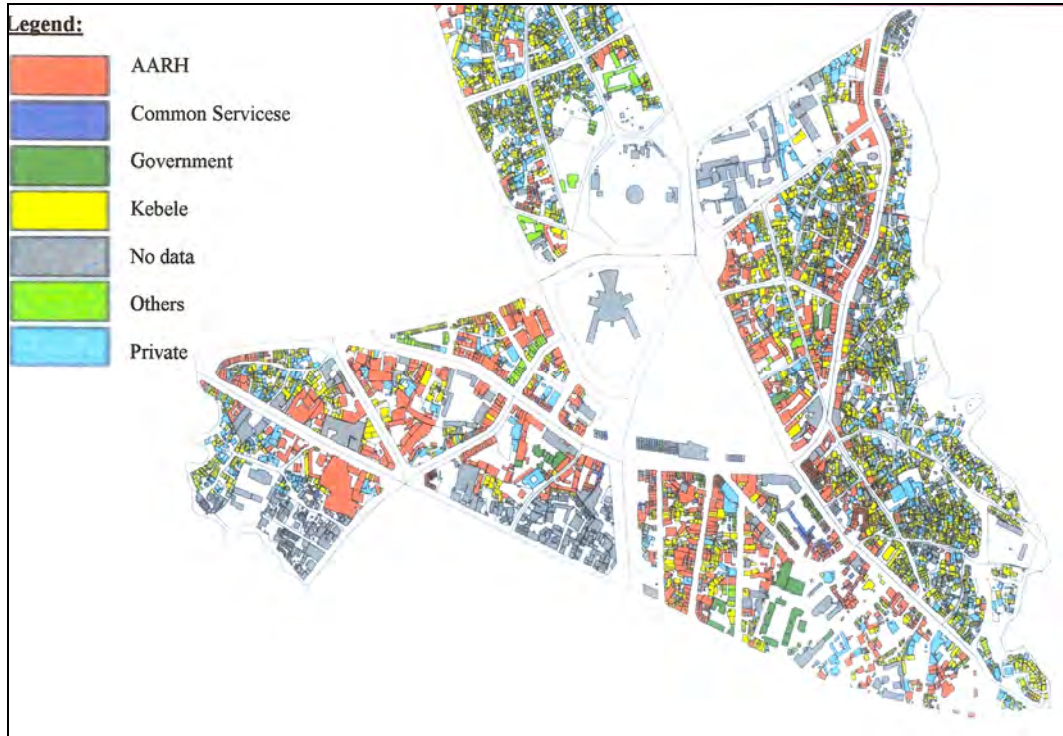 Legend:
AARH
Common Servicese
Government
Kebele
No data
Others
Private